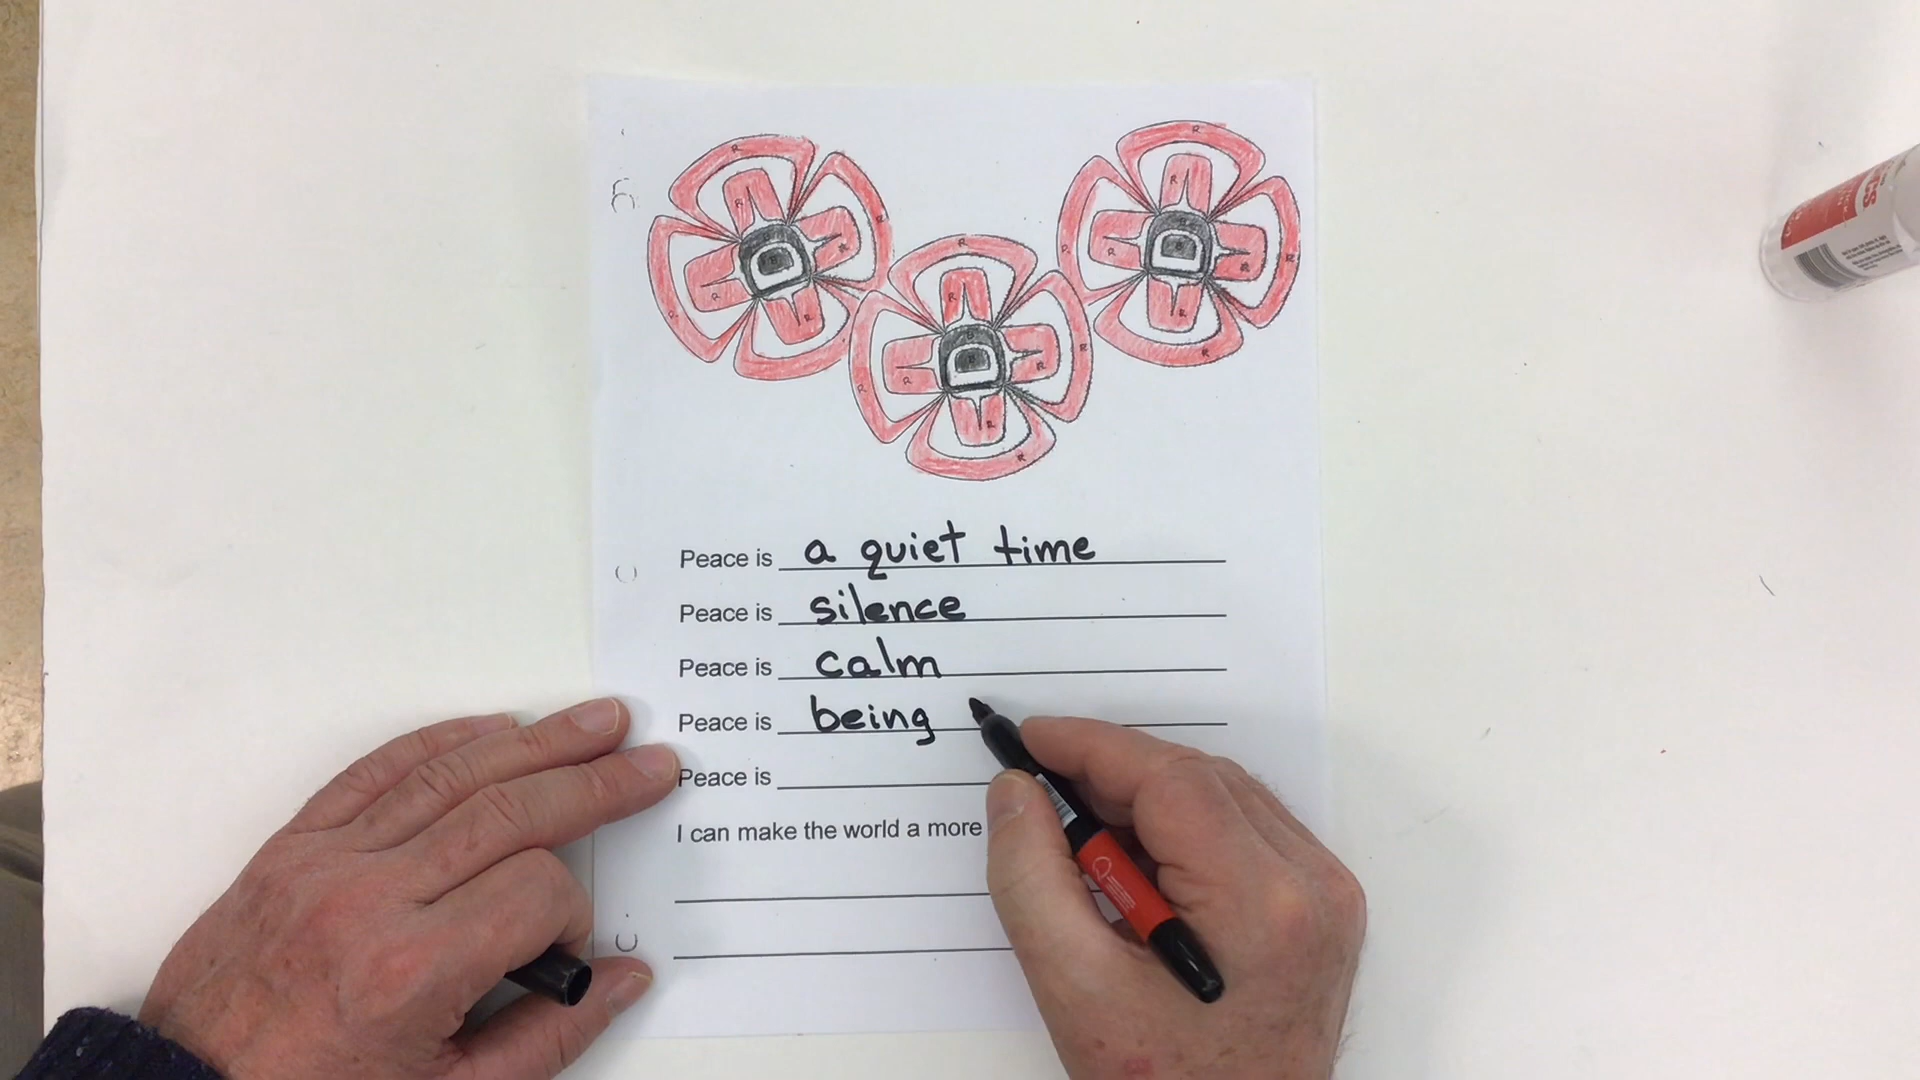 Peace is a quiet time
Peace is silence
Peace is calm
Peace is being
Peace is
I can make the world a more